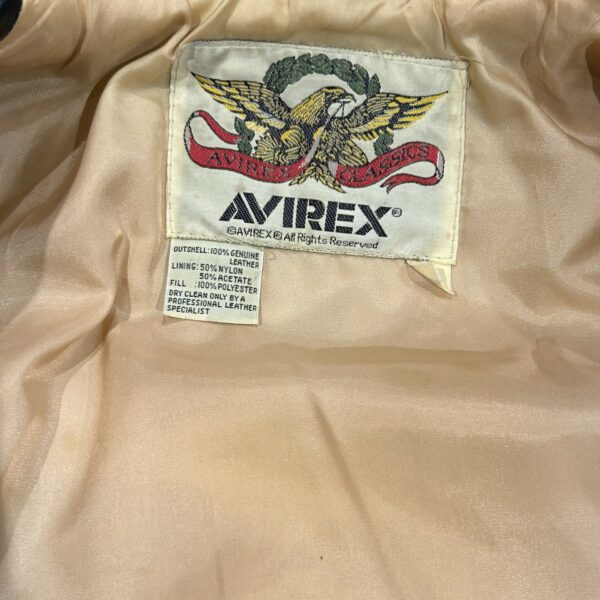 AVIREX CLASSICS
AVIREX®
©AVIREX® All Rights Reserved
OUTSHELL: 100% GENUINE
LEATHER
LINING: 50% NYLON
50% ACETATE
FILL : 100% POLYESTER
DRY CLEAN ONLY BY A
PROFESSIONAL LEATHER
SPECIALIST